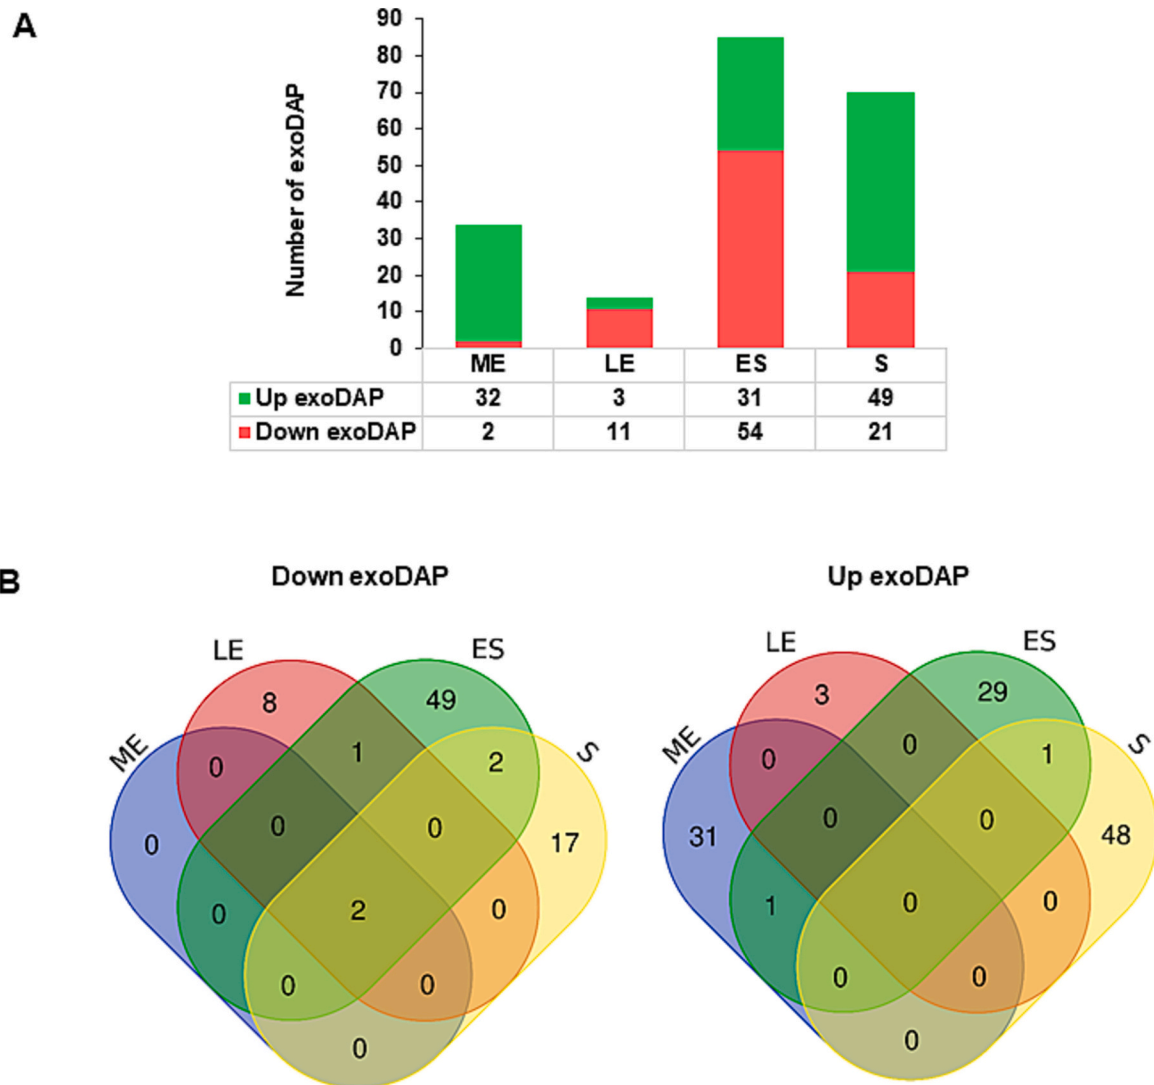 A
Number of exoDAP
90
80
70
60
50
40
30
20
10
0
ME LE ES S
Up exoDAP 32 3 31 49
Down exoDAP 2 11 54 21
B
Down exoDAP
LE ES
ME S
8 49
0 1 2
0 0 0 17
0 2 0
0 0
0
Up exoDAP
LE ES
ME S
3 29
0 0 1
31 0 0 48
1 0 0
0 0
0